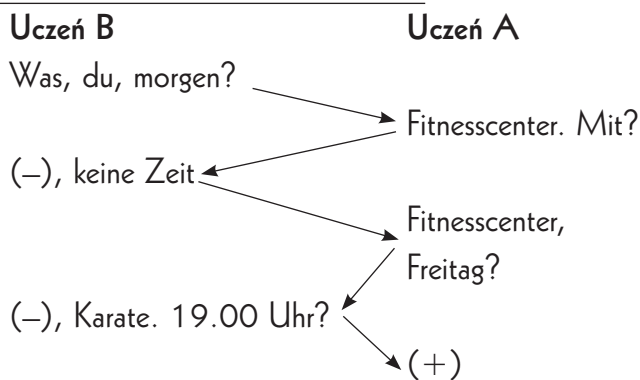 Uczeń B Uczeń A
Was, du, morgen?
Fitnesscenter. Mit?
(–), keine Zeit
Fitnesscenter,
Freitag?
(–), Karate. 19.00 Uhr?
(+)